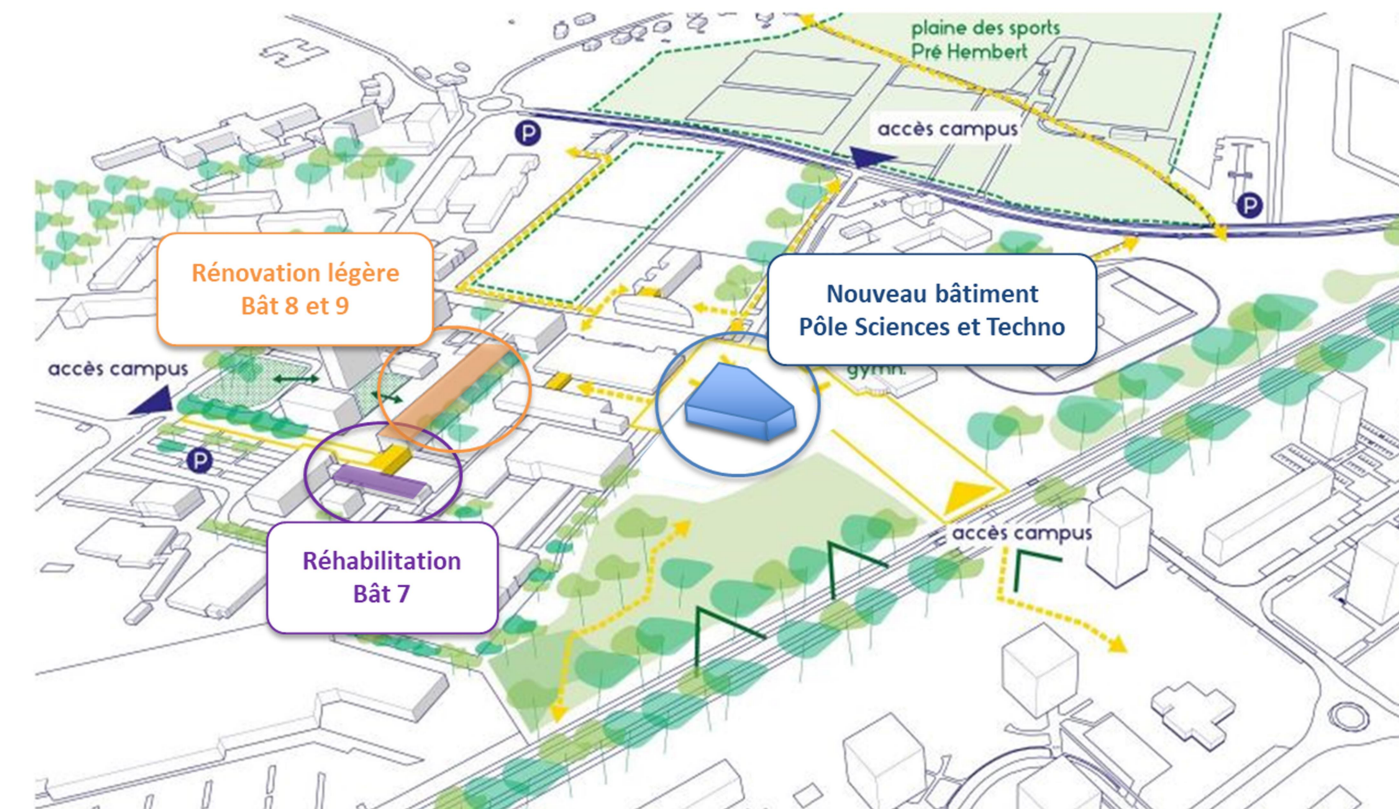 plaine des sports
Pré Hembert
P
accès campus
P
Rénovation légère
Bât 8 et 9
Nouveau bâtiment
Pôle Sciences et Techno
accès campus
gymn.
P
accès campus
Réhabilitation
Bât 7